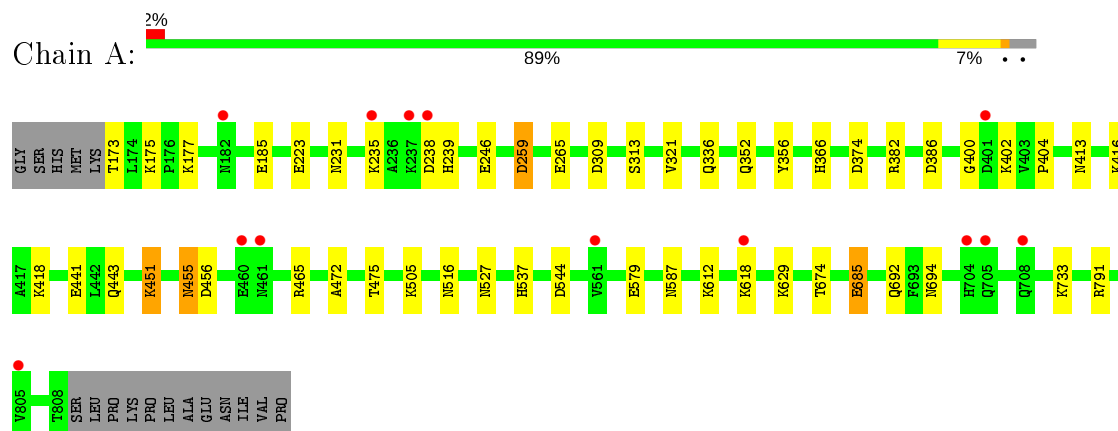 2%
Chain A:
89% 7% • •
GLY SER HIS MET LYS T173 L174 K175 P176 K177 N182 E185 E223 N231 K235 A236 K237 D238 H239 E246 D259 E265 D309 S313 V321 Q336 Q352 Y356 H366 D374 R382 D386 G400 D401 K402 V403 P404 N413 K416
A417 K418 E441 L442 Q443 K451 N455 D456 E460 N461 R465 A472 T475 K505 N516 N527 H537 D544 V561 E579 N587 K612 K618 K629 T674 E685 Q692 F693 N694 H704 Q705 Q708 K733 R791
V805 T808 SER LEU PRO LYS PRO LEU ALA GLU ASN ILE VAL PRO